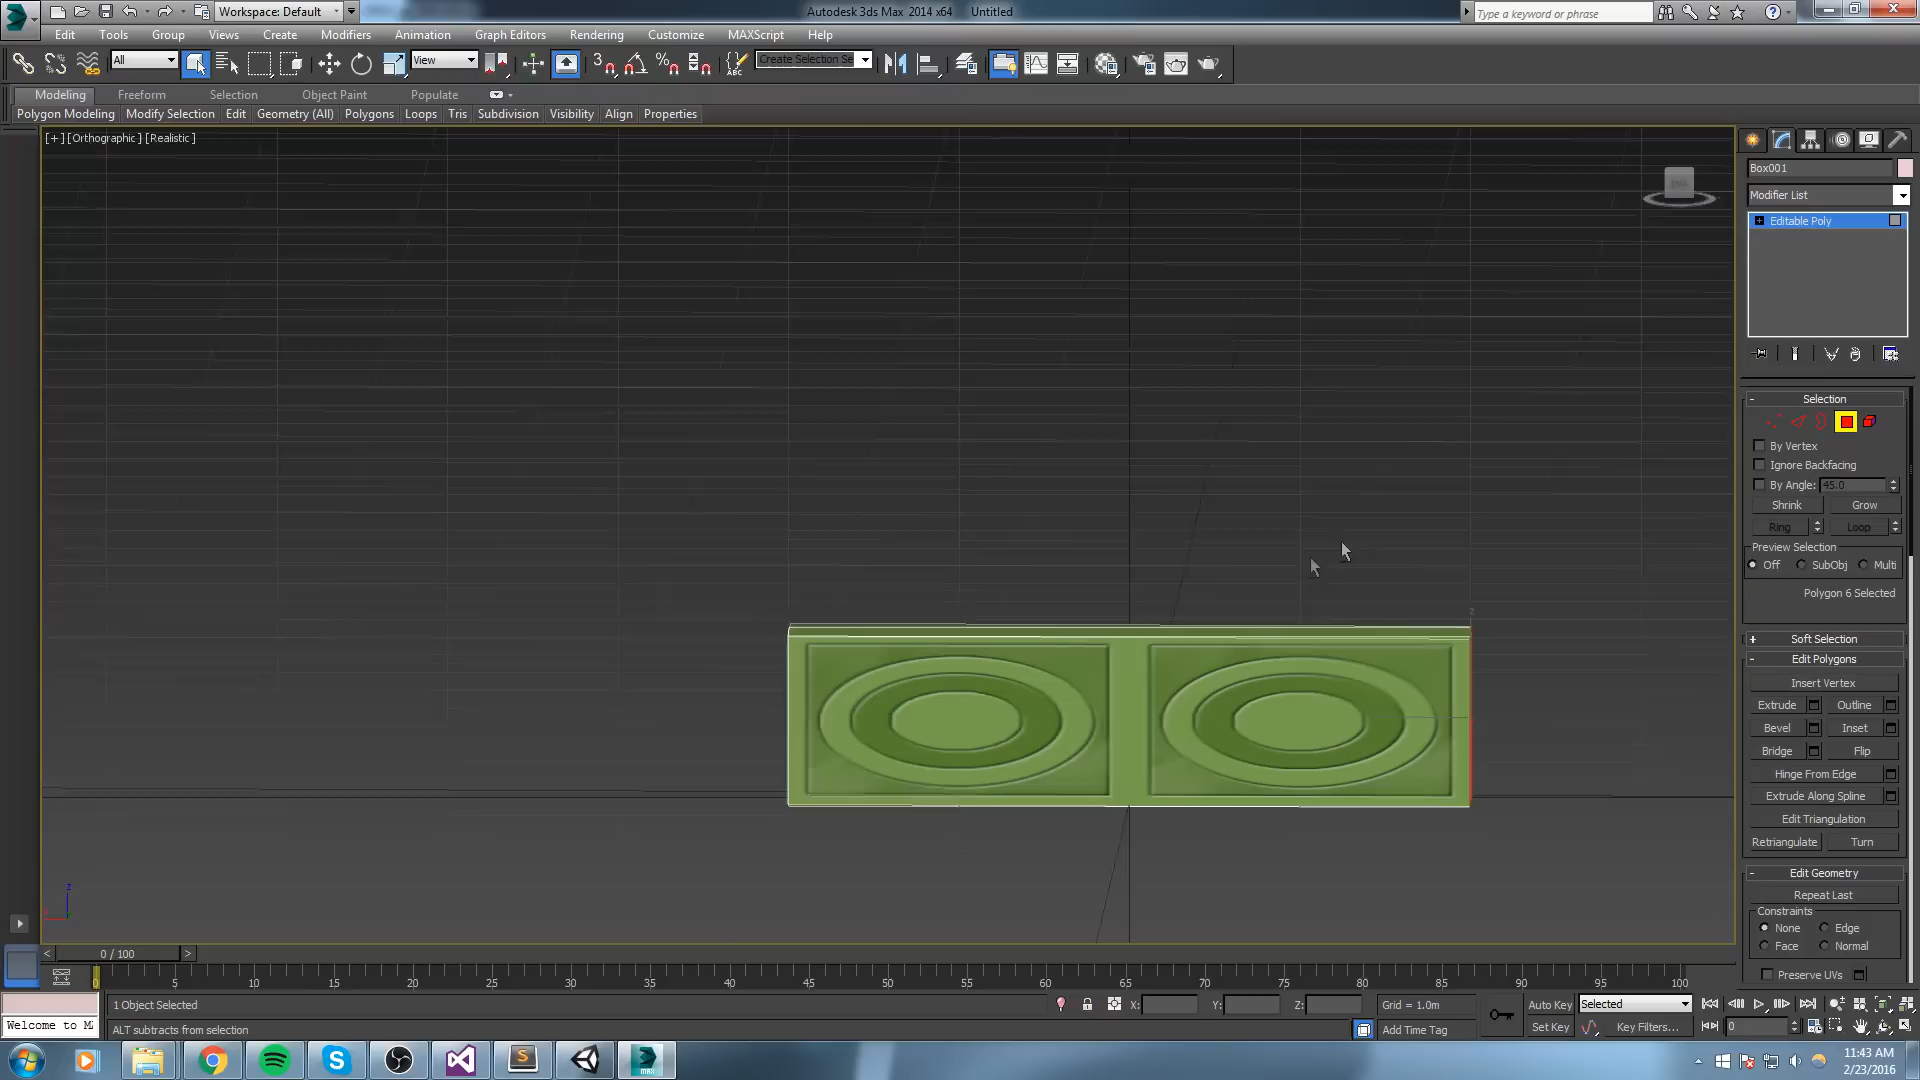 Workspace: Default
Autodesk 3ds Max 2014 x64 Untitled
Type a keyword or phrase
Edit Tools Group Views Create Modifiers Animation Graph Editors Rendering Customize MAXScript Help
All
View
3
Create Selection Se
Modeling Freeform Selection Object Paint Populate
Polygon Modeling Modify Selection Edit Geometry (All) Polygons Loops Tris Subdivision Visibility Align Properties
[+] [Orthographic] [Realistic]
Box001
Modifier List
Editable Poly
Selection
By Vertex
Ignore Backfacing
By Angle: 45.0
Shrink Grow
Ring Loop
Preview Selection
Off SubObj Multi
Polygon 6 Selected
Soft Selection
Edit Polygons
Insert Vertex
Extrude Outline
Bevel Inset
Bridge Flip
Hinge From Edge
Extrude Along Spline
Edit Triangulation
Retriangulate Turn
Edit Geometry
Repeat Last
Constraints
None Edge
Face Normal
Preserve UVs
z
z
< 0 / 100 >
0 5 10 15 20 25 30 35 40 45 50 55 60 65 70 75 80 85 90 95 100
1 Object Selected
X: Y: Z: Grid = 1.0m
Auto Key Selected
Welcome to M
ALT subtracts from selection
Add Time Tag
Set Key Key Filters...
0
11:43 AM
2/23/2016